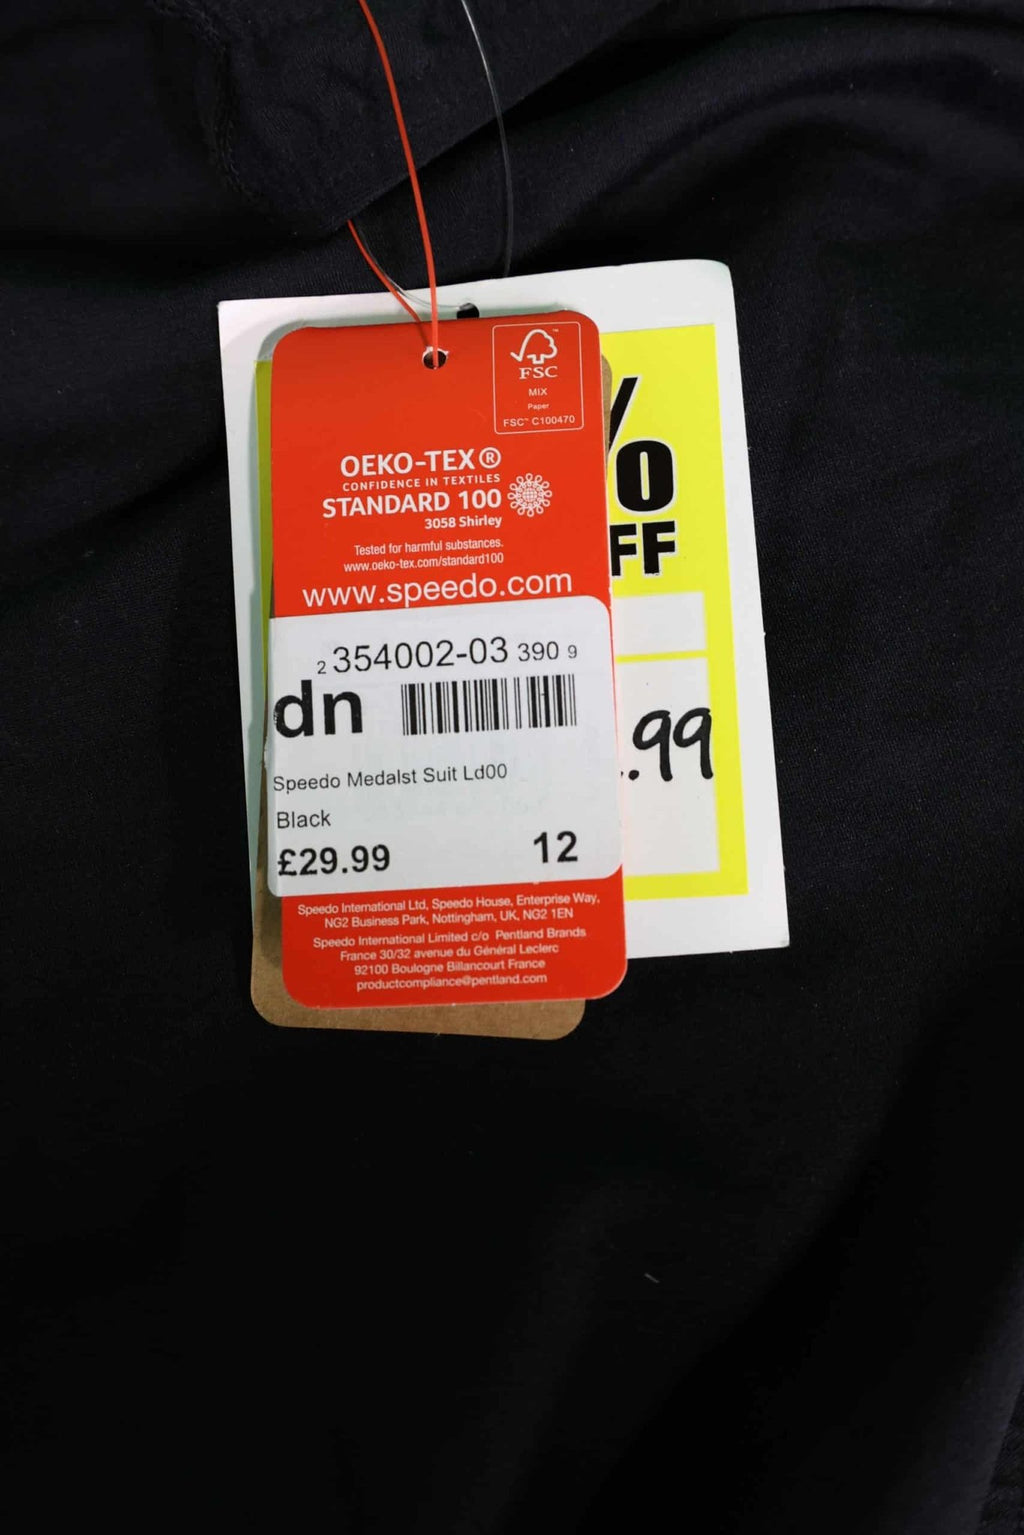 FSC™
MIX
Paper
FSC™ C100470
OEKO-TEX®
CONFIDENCE IN TEXTILES
STANDARD 100
3058 Shirley
Tested for harmful substances.
www.oeko-tex.com/standard100
www.speedo.com
2 354002-03 390 9
dn
Speedo Medalst Suit Ld00
Black
£29.99 12
Speedo International Ltd, Speedo House, Enterprise Way,
NG2 Business Park, Nottingham, UK, NG2 1EN
Speedo International Limited c/o Pentland Brands
France 30/32 avenue du Général Leclerc
92100 Boulogne Billancourt France
productcompliance@pentland.com
%
FF
.99